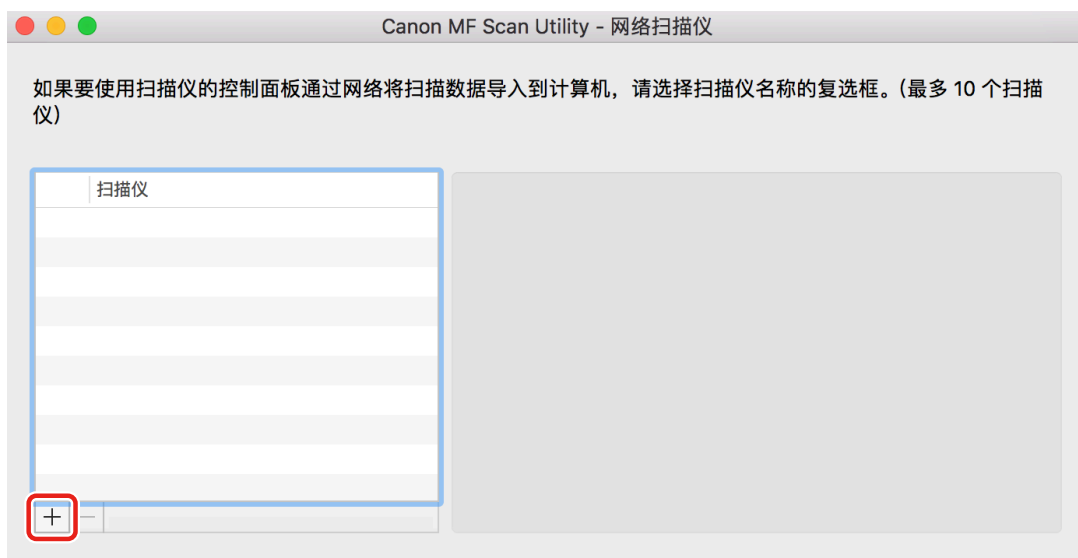 Canon MF Scan Utility - 网络扫描仪
如果要使用扫描仪的控制面板通过网络将扫描数据导入到计算机，请选择扫描仪名称的复选框。（最多 10 个扫描
仪）
扫描仪